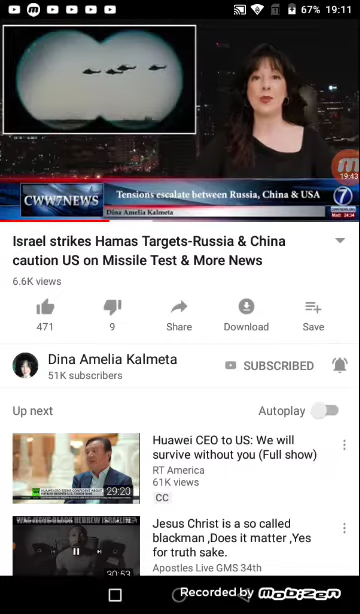 67% 19:11
19:43
CWW7NEWS
Tensions escalate between Russia, China & USA
Dina Amelia Kalmeta
7
Israel strikes Hamas Targets-Russia & China
caution US on Missile Test & More News
6.6K views
471
9
Share
Download
Save
Dina Amelia Kalmeta
51K subscribers
SUBSCRIBED
Up next
Autoplay
Huawei CEO to US: We will
survive without you (Full show)
RT America
61K views
CC
29:20
Jesus Christ is a so called
blackman ,Does it matter ,Yes
for truth sake.
Apostles Live GMS 34th
30:53
Recorded by Mobizen